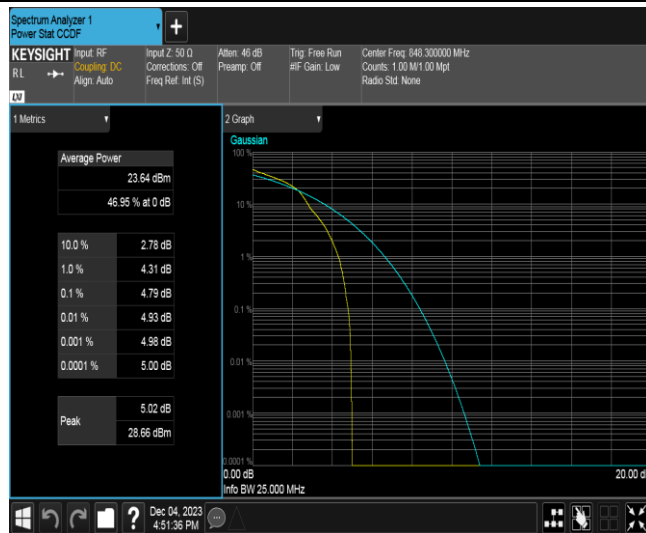 Spectrum Analyzer 1
Power Stat CCDF
+
KEYSIGHT
RL
Input: RF
Coupling: DC
Align: Auto
Input Z: 50 Ω
Corrections: Off
Freq Ref: Int (S)
Atten: 46 dB
Preamp: Off
Trig: Free Run
#IF Gain: Low
Center Freq: 848.300000 MHz
Counts: 1.00 M/1.00 Mpt
Radio Std: None
1 Metrics
Average Power
23.64 dBm
46.95 % at 0 dB
10.0 % 2.78 dB
1.0 % 4.31 dB
0.1 % 4.79 dB
0.01 % 4.93 dB
0.001 % 4.98 dB
0.0001 % 5.00 dB
Peak
5.02 dB
28.66 dBm
2 Graph
Gaussian
100 %
10 %
1 %
0.1 %
0.01 %
0.001 %
0.0001 %
0.00 dB
20.00 d
Info BW 25.000 MHz
?
Dec 04, 2023
4:51:36 PM